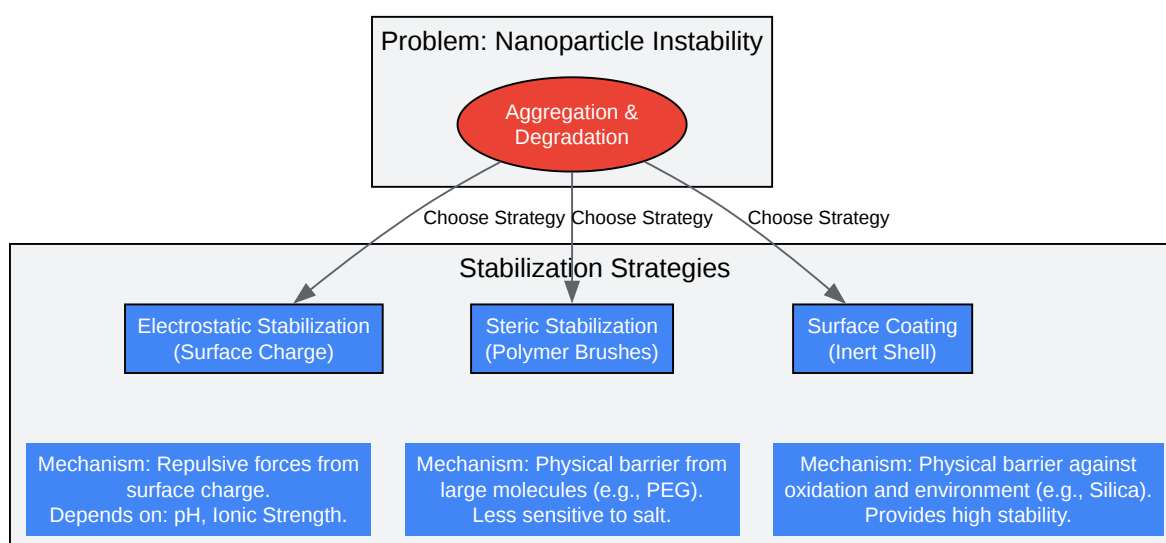 Problem: Nanoparticle Instability
Aggregation &
Degradation
Choose Strategy
Choose Strategy
Choose Strategy
Stabilization Strategies
Electrostatic Stabilization
(Surface Charge)
Steric Stabilization
(Polymer Brushes)
Surface Coating
(Inert Shell)
Mechanism: Repulsive forces from
surface charge.
Depends on: pH, Ionic Strength.
Mechanism: Physical barrier from
large molecules (e.g., PEG).
Less sensitive to salt.
Mechanism: Physical barrier against
oxidation and environment (e.g., Silica).
Provides high stability.